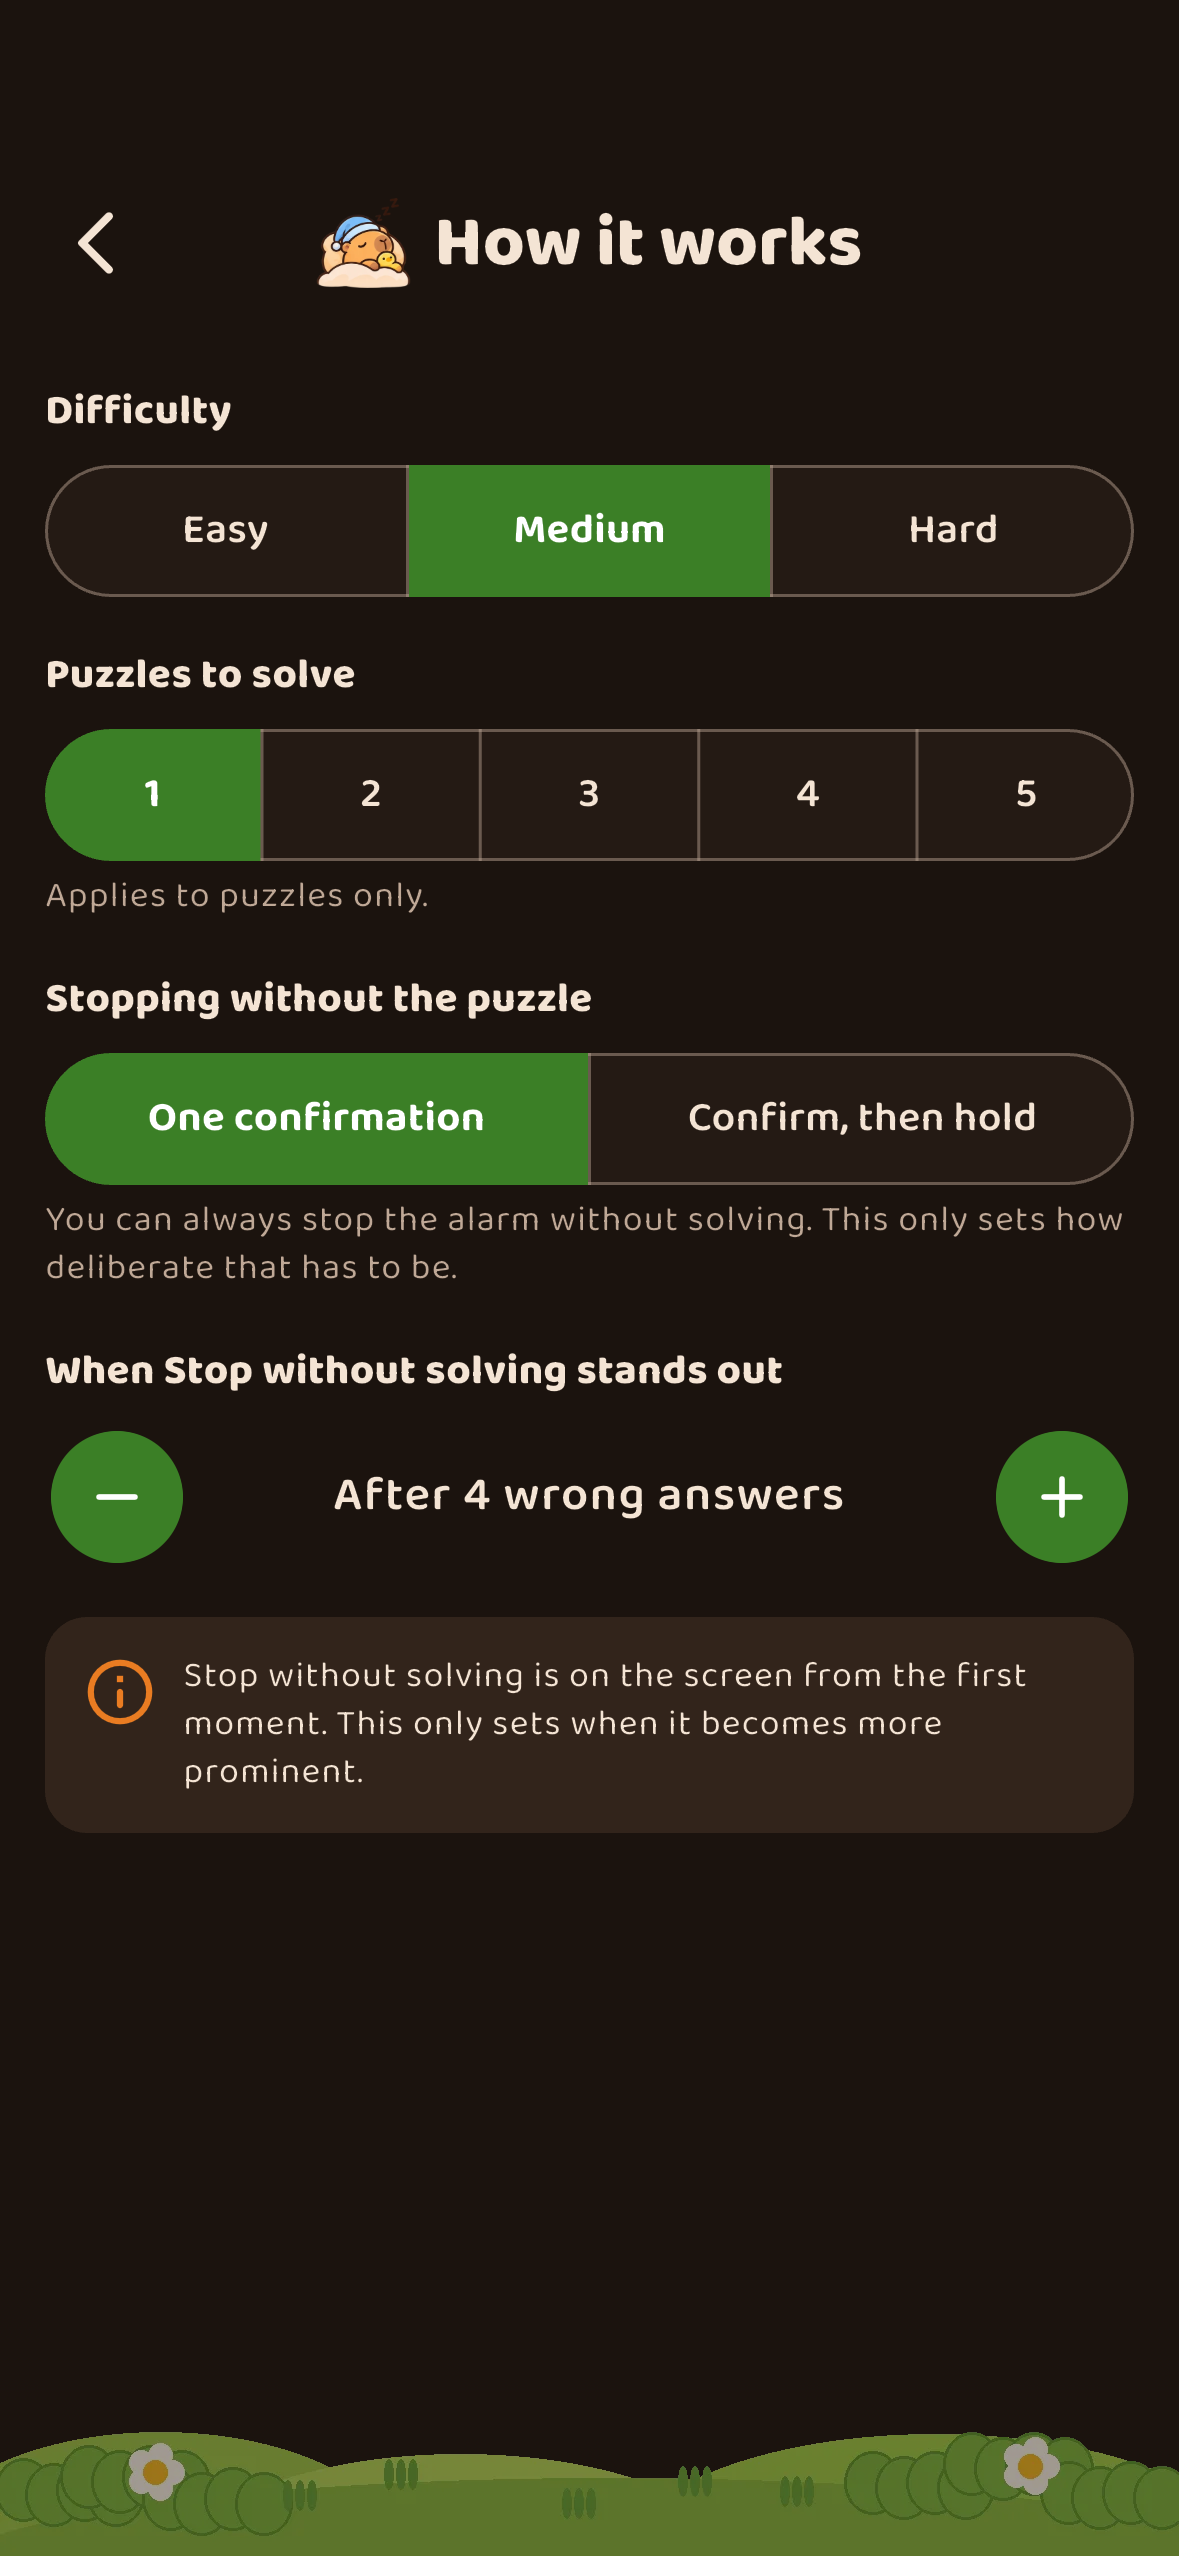 How it works
Difficulty
Easy
Medium
Hard
Puzzles to solve
1
2
3
4
5
Applies to puzzles only.
Stopping without the puzzle
One confirmation
Confirm, then hold
You can always stop the alarm without solving. This only sets how
deliberate that has to be.
When Stop without solving stands out
After 4 wrong answers
Stop without solving is on the screen from the first
moment. This only sets when it becomes more
prominent.